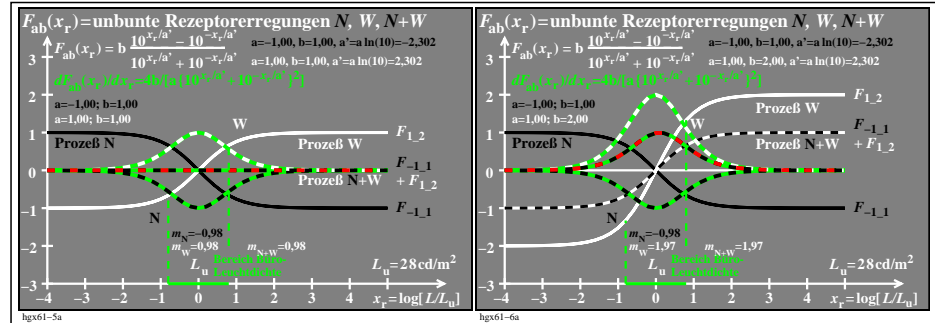 F_ab(x_r)=unbunte Rezeptorerregungen N, W, N+W
F_ab(x_r) = b (10^{x_r/a'} − 10^{−x_r/a'}) / (10^{x_r/a'} + 10^{−x_r/a'})
a=−1,00, b=1,00, a'=a ln(10)=−2,302
a=1,00, b=1,00, a'=a ln(10)=2,302
dF_ab(x_r)/dx_r=4b/[a{10^{x_r/a'} + 10^{−x_r/a'}}^2]
a=−1,00; b=1,00
a=1,00; b=1,00
3
2
1
0
−1
−2
−3
Prozeß N
W
Prozeß W
F_1_2
F_−1_1
+ F_1_2
Prozeß N+W
N
F_−1_1
m_N=−0,98
m_W=0,98
m_N+W=0,98
Bereich Büro-
Leuchtdichte
L_u
L_u=28cd/m^2
−4 −3 −2 −1 0 1 2 3 4
x_r=log[L/L_u]
hgx61-5a
F_ab(x_r)=unbunte Rezeptorerregungen N, W, N+W
F_ab(x_r) = b (10^{x_r/a'} − 10^{−x_r/a'}) / (10^{x_r/a'} + 10^{−x_r/a'})
a=−1,00, b=1,00, a'=a ln(10)=−2,302
a=1,00, b=2,00, a'=a ln(10)=2,302
dF_ab(x_r)/dx_r=4b/[a{10^{x_r/a'} + 10^{−x_r/a'}}^2]
a=−1,00; b=1,00
a=1,00; b=2,00
3
2
1
0
−1
−2
−3
Prozeß N
W
Prozeß W
F_1_2
Prozeß N+W
F_−1_1
+ F_1_2
N
F_−1_1
m_N=−0,98
m_W=1,97
m_N+W=1,97
Bereich Büro-
Leuchtdichte
L_u
L_u=28cd/m^2
−4 −3 −2 −1 0 1 2 3 4
x_r=log[L/L_u]
hgx61-6a